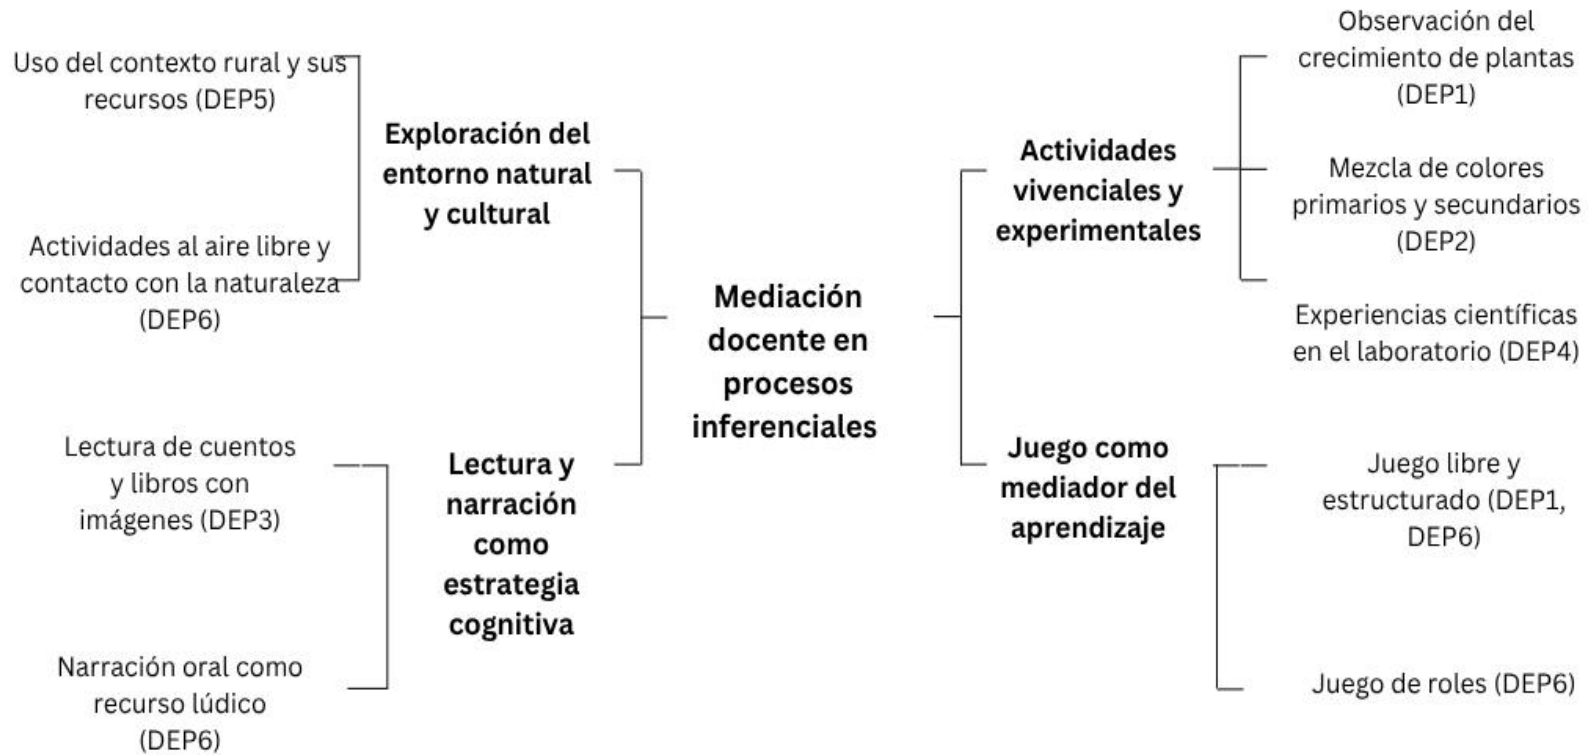 Uso del contexto rural y sus
recursos (DEP5)
Actividades al aire libre y
contacto con la naturaleza
(DEP6)
Exploración del
entorno natural
y cultural
Lectura de cuentos
y libros con
imágenes (DEP3)
Narración oral como
recurso lúdico
(DEP6)
Lectura y
narración
como
estrategia
cognitiva
Mediación
docente en
procesos
inferenciales
Actividades
vivenciales y
experimentales
Observación del
crecimiento de plantas
(DEP1)
Mezcla de colores
primarios y secundarios
(DEP2)
Experiencias científicas
en el laboratorio (DEP4)
Juego como
mediador del
aprendizaje
Juego libre y
estructurado (DEP1,
DEP6)
Juego de roles (DEP6)